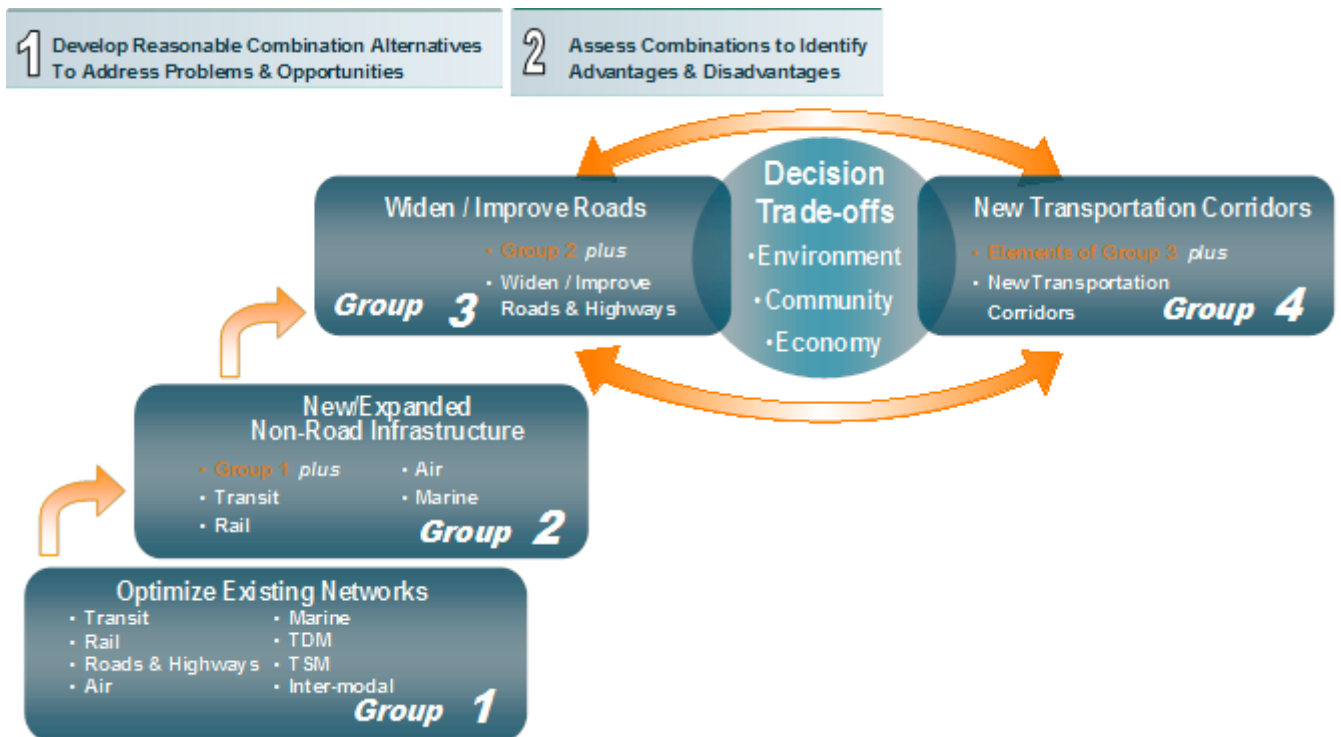 1 Develop Reasonable Combination Alternatives
To Address Problems & Opportunities
2 Assess Combinations to Identify
Advantages & Disadvantages
Widen / Improve Roads
• Group 2 plus
• Widen / Improve
Roads & Highways
Group 3
Decision
Trade-offs
•Environment
•Community
•Economy
New Transportation Corridors
• Elements of Group 3 plus
• New Transportation
Corridors
Group 4
New/Expanded
Non-Road Infrastructure
• Group 1 plus
• Transit
• Rail
• Air
• Marine
Group 2
Optimize Existing Networks
• Transit
• Rail
• Roads & Highways
• Air
• Marine
• TDM
• TSM
• Inter-modal
Group 1